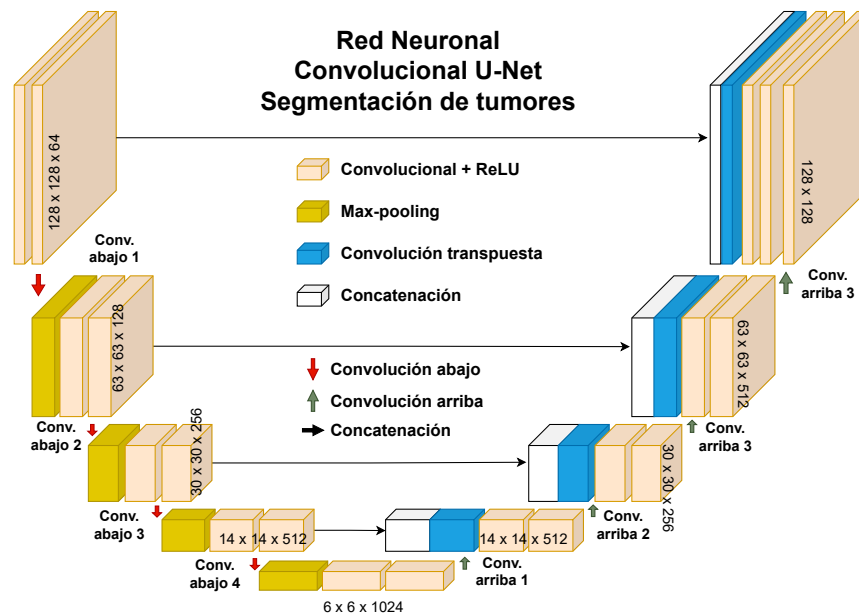 Red Neuronal
Convolucional U-Net
Segmentación de tumores
128 x 128 x 64
Convolucional + ReLU
Max-pooling
Convolución transpuesta
Concatenación
128 x 128
Conv.
abajo 1
Conv.
arriba 3
63 x 63 x 128
63 x 63 x 512
Convolución abajo
Convolución arriba
Concatenación
Conv.
abajo 2
Conv.
arriba 3
30 x 30 x 256
30 x 30 x 256
Conv.
abajo 3
Conv.
arriba 2
14 x 14 x 512
14 x 14 x 512
Conv.
abajo 4
Conv.
arriba 1
6 x 6 x 1024